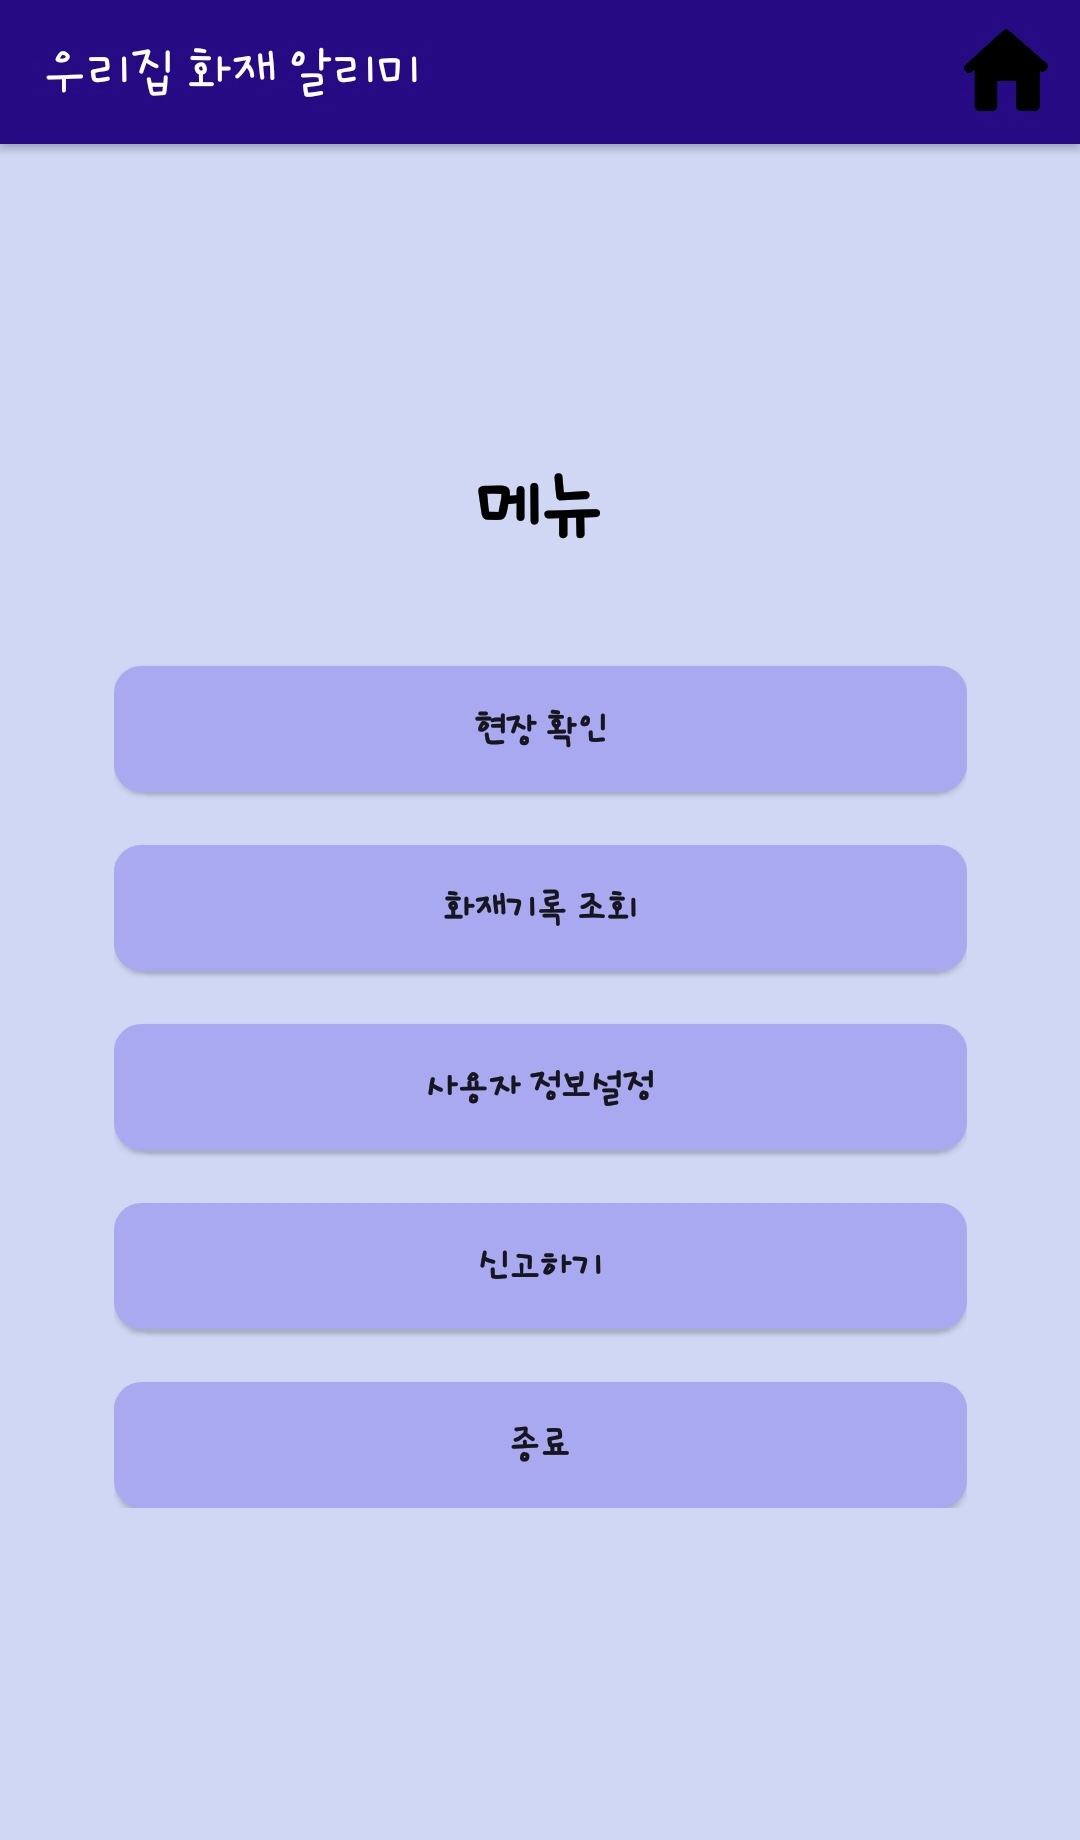 우리집 화재 알리미
메뉴
현장 확인
화재기록 조회
사용자 정보설정
신고하기
종료